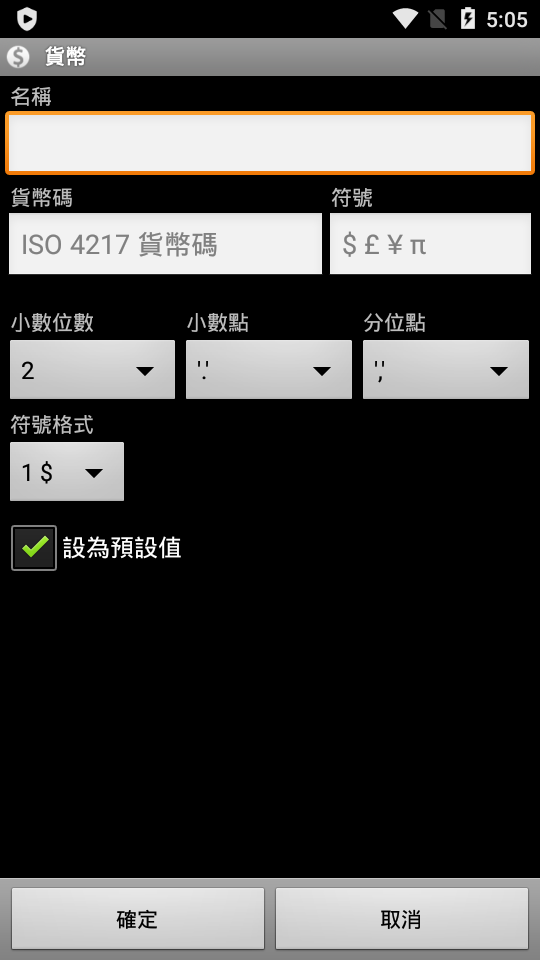 5:05
貨幣
名稱
貨幣碼 符號
ISO 4217 貨幣碼 $ £ ¥ π
小數位數 小數點 分位點
2 '.' ','
符號格式
1 $
設為預設值
確定 取消